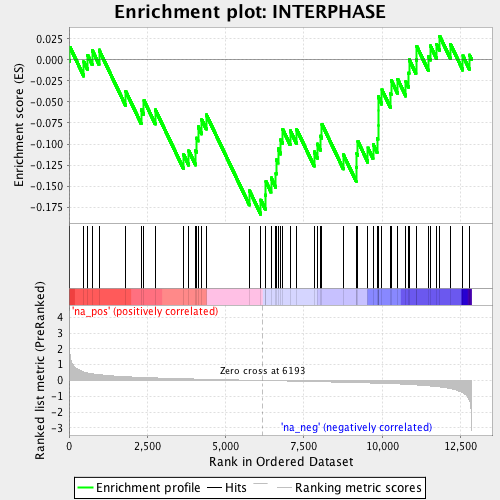 Enrichment plot: INTERPHASE
Enrichment score (ES)
0.025
0.000
-0.025
-0.050
-0.075
-0.100
-0.125
-0.150
-0.175
'na_pos' (positively correlated)
Ranked list metric (PreRanked)
4
3
2
1
0
-1
-2
-3
Zero cross at 6193
'na_neg' (negatively correlated)
0
2,500
5,000
7,500
10,000
12,500
Rank in Ordered Dataset
Enrichment profile
Hits
Ranking metric scores